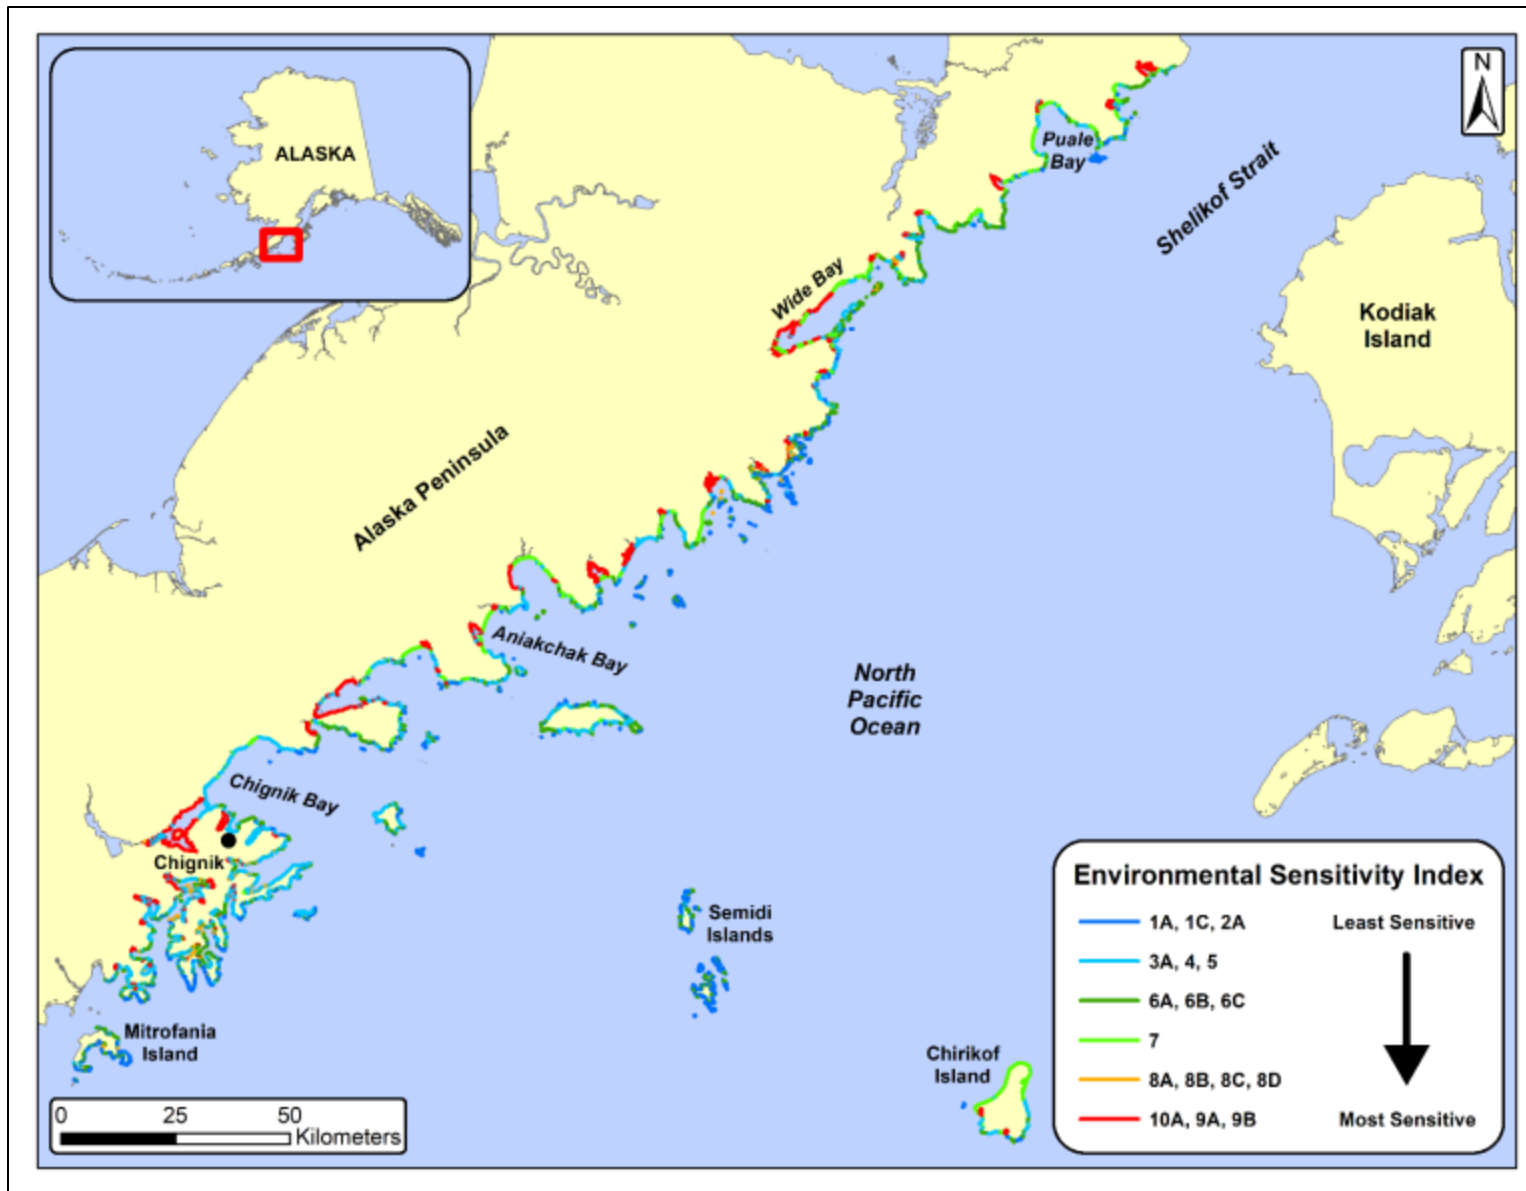 ALASKA
N
Puale
Bay
Shelikof Strait
Wide Bay
Kodiak
Island
Alaska Peninsula
Aniakchak Bay
North
Pacific
Ocean
Chignik Bay
Chignik
Semidi
Islands
Mitrofania
Island
Chirikof
Island
0 25 50
Kilometers
Environmental Sensitivity Index
1A, 1C, 2A Least Sensitive
3A, 4, 5
6A, 6B, 6C
7
8A, 8B, 8C, 8D
10A, 9A, 9B Most Sensitive